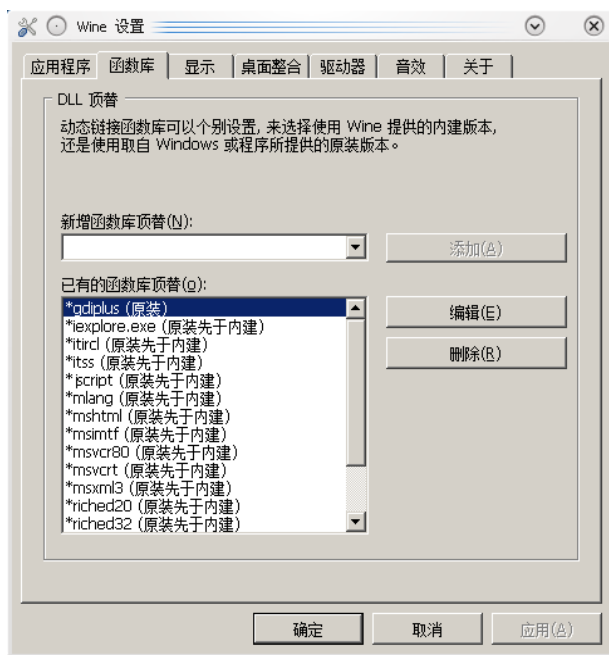 Wine 设置
应用程序 函数库 显示 桌面整合 驱动器 音效 关于
DLL 顶替
动态链接函数库可以个别设置, 来选择使用 Wine 提供的内建版本,
还是使用取自 Windows 或程序所提供的原装版本。
新增函数库顶替(N):
添加(A)
已有的函数库顶替(o):
*gdiplus (原装)
*iexplore.exe (原装先于内建)
*itircl (原装先于内建)
*itss (原装先于内建)
*jscript (原装先于内建)
*mlang (原装先于内建)
*mshtml (原装先于内建)
*msimtf (原装先于内建)
*msvcr80 (原装先于内建)
*msvcrt (原装先于内建)
*msxml3 (原装先于内建)
*riched20 (原装先于内建)
*riched32 (原装先于内建)
编辑(E)
删除(R)
确定 取消 应用(A)